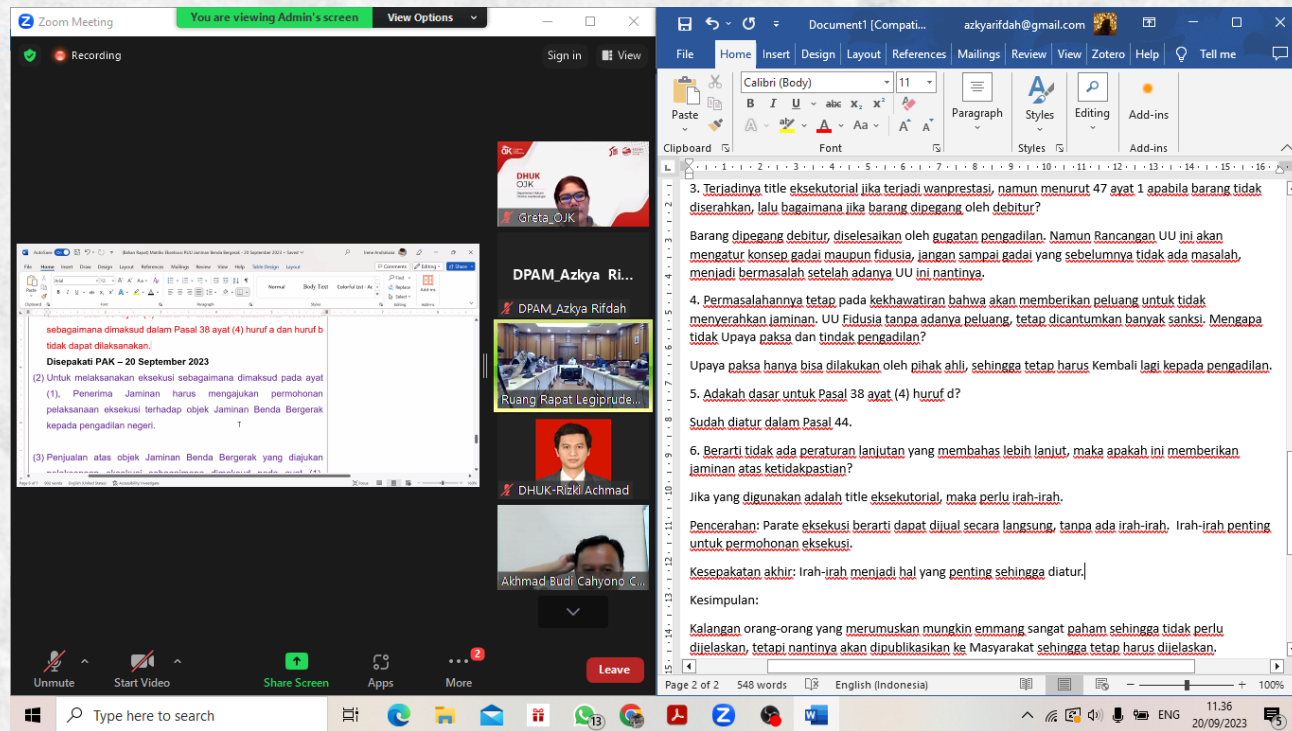 Zoom Meeting
You are viewing Admin's screen
View Options
Recording
Sign in
View
DHUK
OJK
Greta_OJK
DPAM_Azkya Ri...
DPAM_Azkya Rifdah
Ruang Rapat Legiprude...
DHUK-Rizki Achmad
Akhmad Budi Cahyono C...
sebagaimana dimaksud dalam Pasal 38 ayat (4) huruf a dan huruf b
tidak dapat dilaksanakan.
Disepakati PAK – 20 September 2023
(2) Untuk melaksanakan eksekusi sebagaimana dimaksud pada ayat
(1), Penerima Jaminan harus mengajukan permohonan
pelaksanaan eksekusi terhadap objek Jaminan Benda Bergerak
kepada pengadilan negeri.
(3) Penjualan atas objek Jaminan Benda Bergerak yang diajukan
Unmute
Start Video
Share Screen
Apps
More
2
Leave
Document1 [Compati...
azkyarifdah@gmail.com
File Home Insert Design Layout References Mailings Review View Zotero Help Tell me
Calibri (Body) 11
Paste
Paragraph
Styles
Editing
Add-ins
Clipboard
Font
Styles
Add-ins
3. Terjadinya title eksekutorial jika terjadi wanprestasi, namun menurut 47 ayat 1 apabila barang tidak
diserahkan, lalu bagaimana jika barang dipegang oleh debitur?
Barang dipegang debitur, diselesaikan oleh gugatan pengadilan. Namun Rancangan UU ini akan
mengatur konsep gadai maupun fidusia, jangan sampai gadai yang sebelumnya tidak ada masalah,
menjadi bermasalah setelah adanya UU ini nantinya.
4. Permasalahannya tetap pada kekhawatiran bahwa akan memberikan peluang untuk tidak
menyerahkan jaminan. UU Fidusia tanpa adanya peluang, tetap dicantumkan banyak sanksi. Mengapa
tidak Upaya paksa dan tindak pengadilan?
Upaya paksa hanya bisa dilakukan oleh pihak ahli, sehingga tetap harus Kembali lagi kepada pengadilan.
5. Adakah dasar untuk Pasal 38 ayat (4) huruf d?
Sudah diatur dalam Pasal 44.
6. Berarti tidak ada peraturan lanjutan yang membahas lebih lanjut, maka apakah ini memberikan
jaminan atas ketidakpastian?
Jika yang digunakan adalah title eksekutorial, maka perlu irah-irah.
Pencerahan: Parate eksekusi berarti dapat dijual secara langsung, tanpa ada irah-irah. Irah-irah penting
untuk permohonan eksekusi.
Kesepakatan akhir: Irah-irah menjadi hal yang penting sehingga diatur.
Kesimpulan:
Kalangan orang-orang yang merumuskan mungkin emmang sangat paham sehingga tidak perlu
dijelaskan, tetapi nantinya akan dipublikasikan ke Masyarakat sehingga tetap harus dijelaskan.
Page 2 of 2 548 words English (Indonesia) 100%
Type here to search
13
ENG
11.36
20/09/2023
5